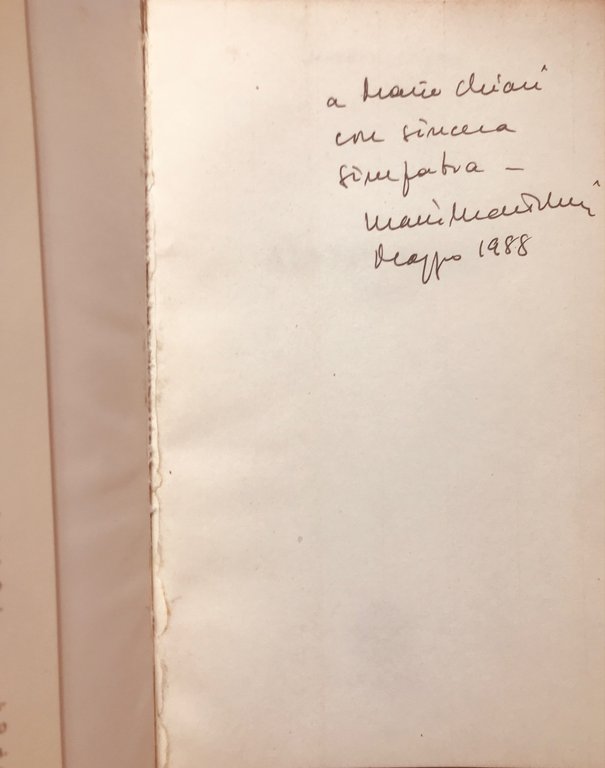 a Mario Chiari
con sincera
simpatia –
Maggio 1988